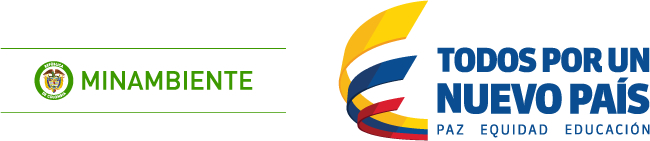 MINAMBIENTE
TODOS POR UN
NUEVO PAÍS
PAZ EQUIDAD EDUCACIÓN